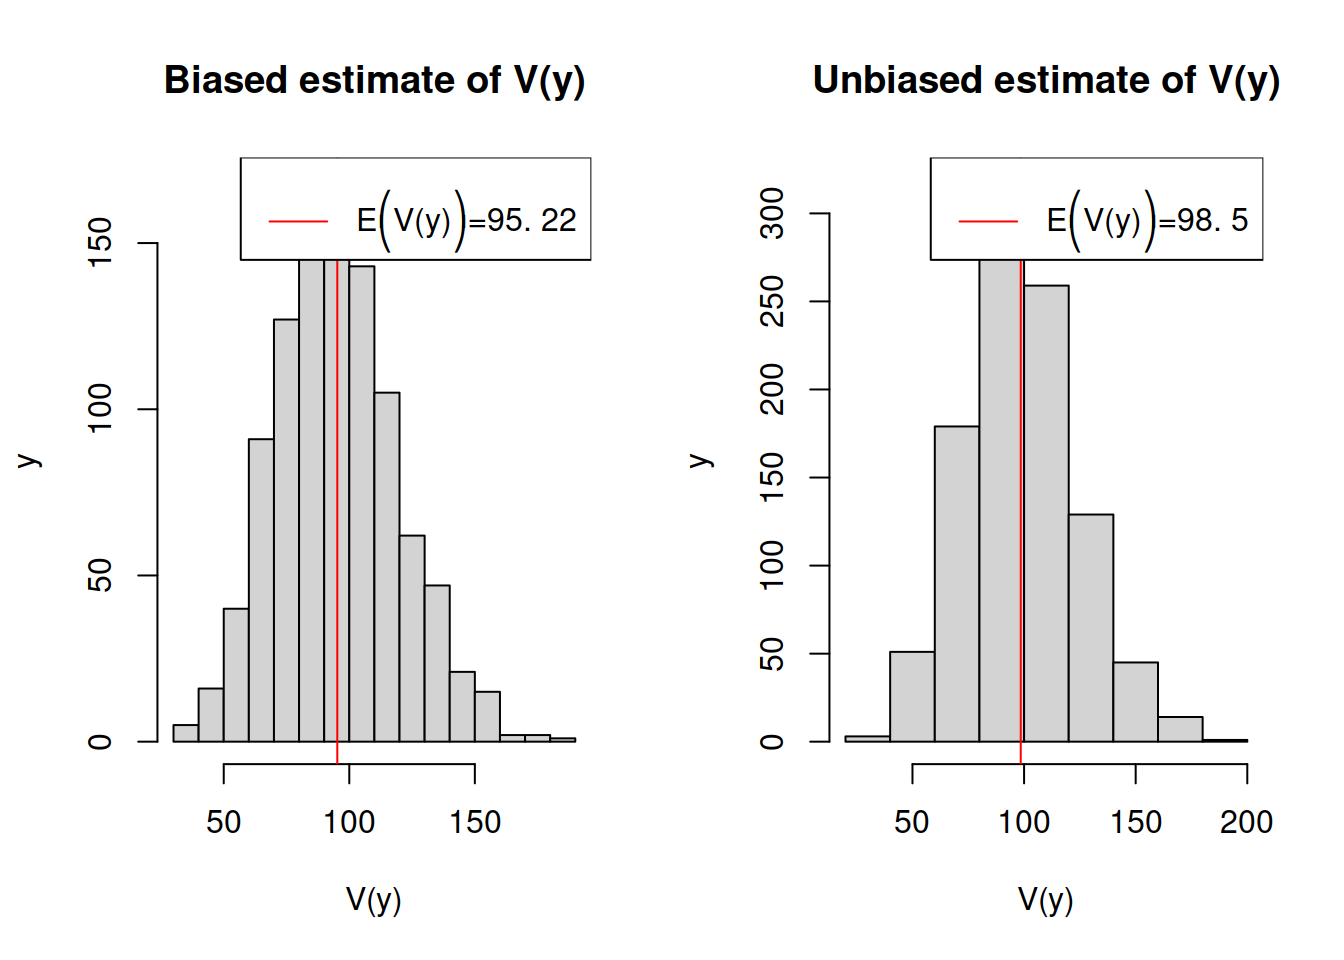 Biased estimate of V(y)
E(V(y))=95. 22
150
100
50
0
y
50 100 150
V(y)
Unbiased estimate of V(y)
E(V(y))=98. 5
300
250
200
150
100
50
0
y
50 100 150 200
V(y)